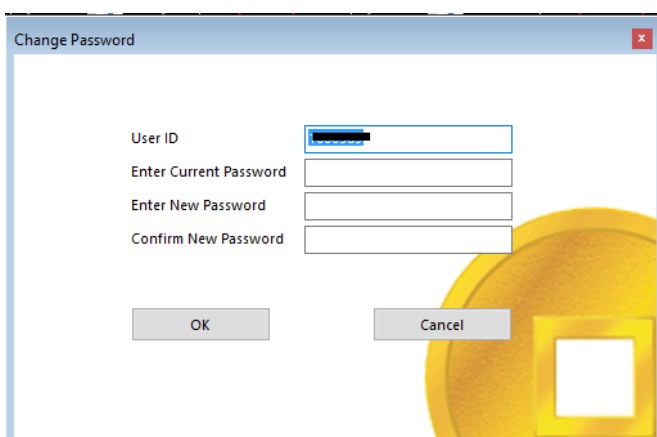 Change Password
x
User ID
Enter Current Password
Enter New Password
Confirm New Password
OK Cancel